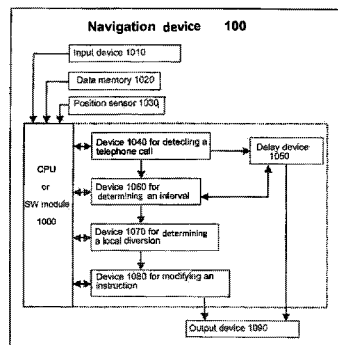 Navigation device 100
Input device 1010
Data memory 1020
Position sensor 1030
CPU
or
SW module
1000
Device 1040 for detecting a
telephone call
Delay device
1050
Device 1060 for
determining an interval
Device 1070 for determining
a local diversion
Device 1080 for modifying an
instruction
Output device 1090